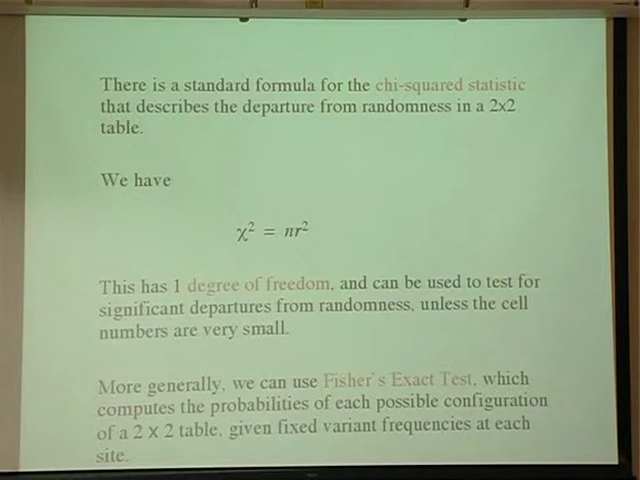 There is a standard formula for the chi-squared statistic
that describes the departure from randomness in a 2x2
table.
We have
χ² = nr²
This has 1 degree of freedom, and can be used to test for
significant departures from randomness, unless the cell
numbers are very small.
More generally, we can use Fisher's Exact Test, which
computes the probabilities of each possible configuration
of a 2 X 2 table, given fixed variant frequencies at each
site.